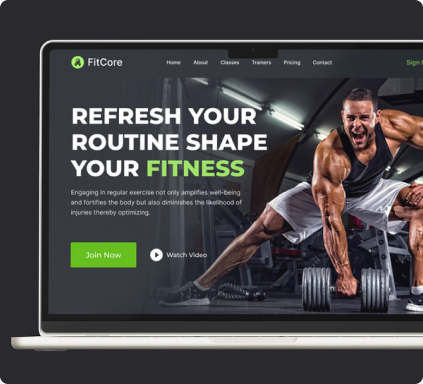 FitCore
Home About Classes Trainers Pricing Contact
Sign
REFRESH YOUR
ROUTINE SHAPE
YOUR FITNESS
Engaging in regular exercise not only amplifies well-being
and fortifies the body but also diminishes the likelihood of
injuries thereby optimizing.
Join Now Watch Video